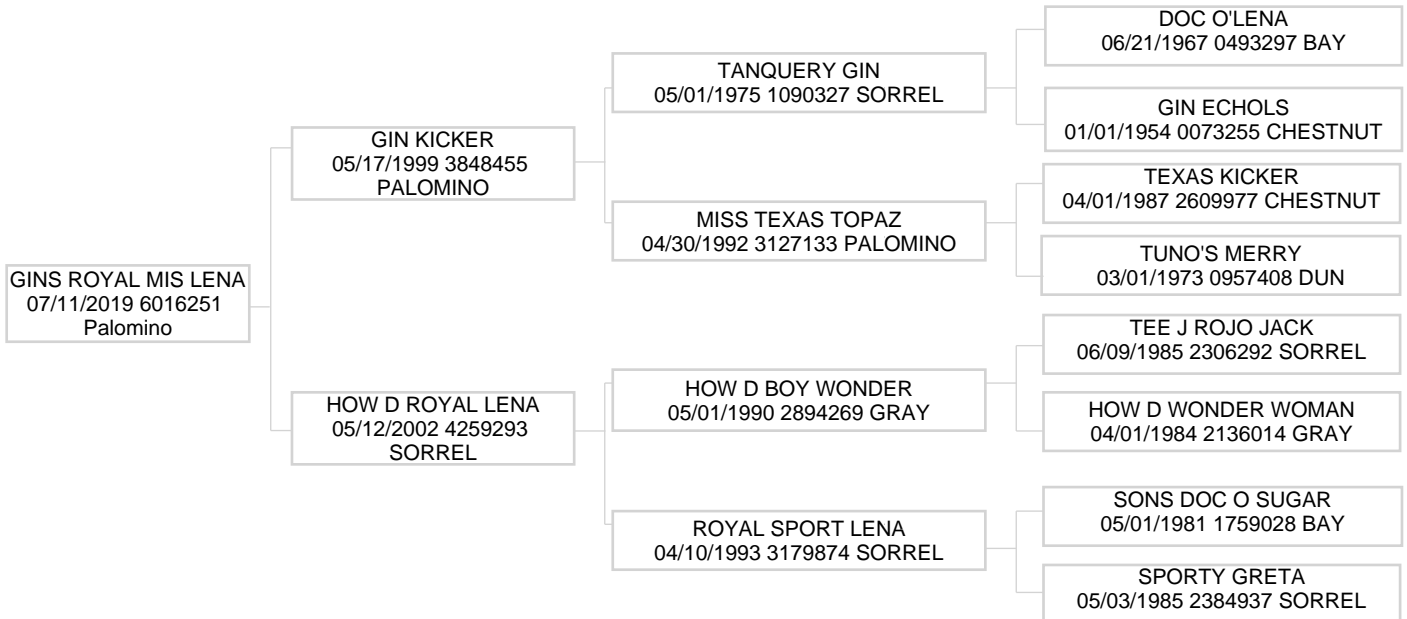 GINS ROYAL MIS LENA
07/11/2019 6016251
Palomino
GIN KICKER
05/17/1999 3848455
PALOMINO
HOW D ROYAL LENA
05/12/2002 4259293
SORREL
TANQUERY GIN
05/01/1975 1090327 SORREL
MISS TEXAS TOPAZ
04/30/1992 3127133 PALOMINO
HOW D BOY WONDER
05/01/1990 2894269 GRAY
ROYAL SPORT LENA
04/10/1993 3179874 SORREL
DOC O'LENA
06/21/1967 0493297 BAY
GIN ECHOLS
01/01/1954 0073255 CHESTNUT
TEXAS KICKER
04/01/1987 2609977 CHESTNUT
TUNO'S MERRY
03/01/1973 0957408 DUN
TEE J ROJO JACK
06/09/1985 2306292 SORREL
HOW D WONDER WOMAN
04/01/1984 2136014 GRAY
SONS DOC O SUGAR
05/01/1981 1759028 BAY
SPORTY GRETA
05/03/1985 2384937 SORREL